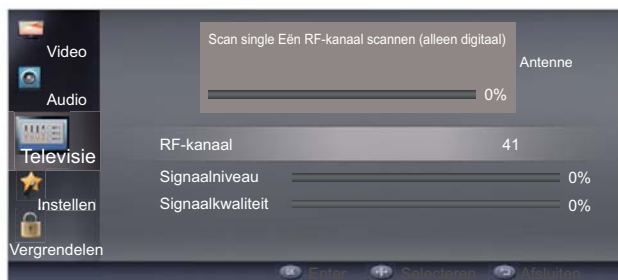 Video
Audio
Televisie
Instellen
Vergrendelen
Scan single Eën RF-kanaal scannen (alleen digitaal)
Antenne
0%
RF-kanaal 41
Signaalniveau 0%
Signaalkwaliteit 0%
Enter Selecteren Afsluiten